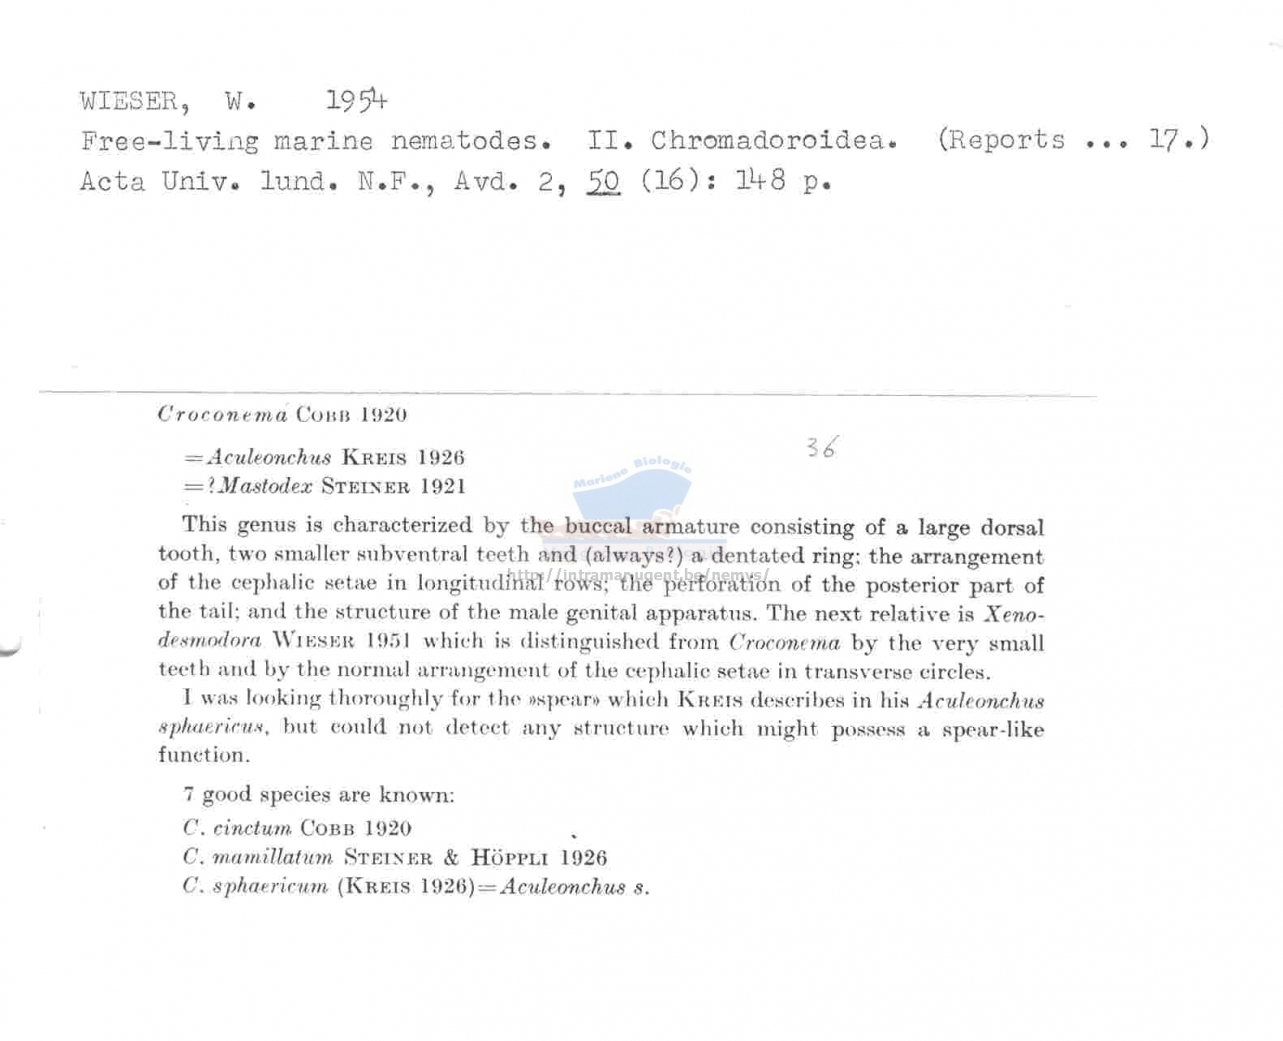 WIESER, W. 1954
Free-living marine nematodes. II. Chromadoroidea. (Reports ... 17.)
Acta Univ. lund. N.F., Avd. 2, 50 (16): 148 p.
Croconema COBB 1920
36
=Aculeonchus KREIS 1926
=?Mastodex STEINER 1921
Mariene Biologie
This genus is characterized by the buccal armature consisting of a large dorsal
tooth, two smaller subventral teeth and (always?) a dentated ring; the arrangement
http://intramar.ugent.be/nemys/
of the cephalic setae in longitudinal rows; the perforation of the posterior part of
the tail; and the structure of the male genital apparatus. The next relative is Xeno-
desmodora WIESER 1951 which is distinguished from Croconema by the very small
teeth and by the normal arrangement of the cephalic setae in transverse circles.
I was looking thoroughly for the »spear» which KREIS describes in his Aculeonchus
sphaericus, but could not detect any structure which might possess a spear-like
function.
7 good species are known:
C. cinctum COBB 1920
C. mamillatum STEINER & HÖPPLI 1926
C. sphaericum (KREIS 1926)=Aculeonchus s.